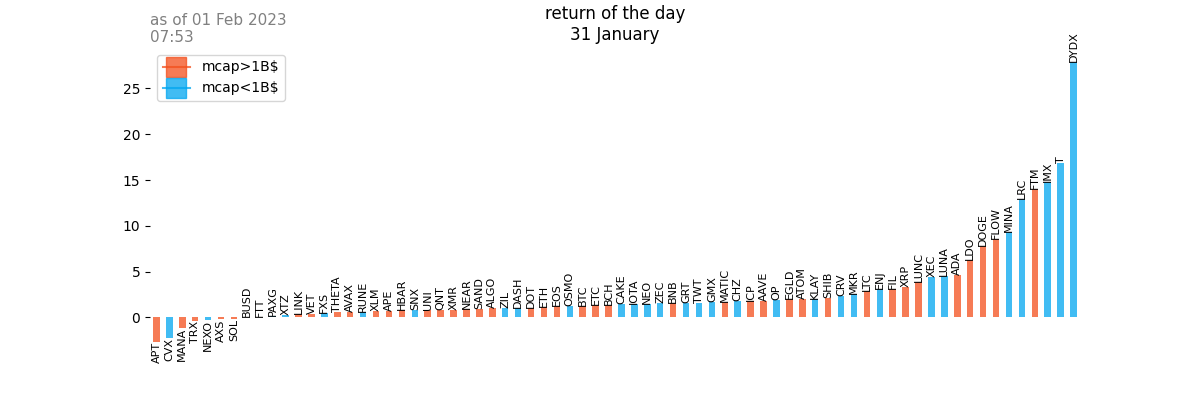 as of 01 Feb 2023
07:53
return of the day
31 January
mcap>1B$
mcap<1B$
25
20
15
10
5
0
APT
CVX
MANA
TRX
NEXO
AXS
SOL
BUSD
FTT
PAXG
XTZ
LINK
VET
FXS
THETA
AVAX
RUNE
XLM
APE
HBAR
SNX
UNI
QNT
XMR
NEAR
SAND
ALGO
ZIL
DASH
DOT
ETH
EOS
OSMO
BTC
ETC
BCH
CAKE
IOTA
NEO
ZEC
BNB
GRT
TWT
GMX
MATIC
CHZ
ICP
AAVE
OP
EGLD
ATOM
KLAY
SHIB
CRV
MKR
LTC
ENJ
FIL
XRP
LUNC
XEC
LUNA
ADA
LDO
DOGE
FLOW
MINA
LRC
FTM
IMX
T
DYDX